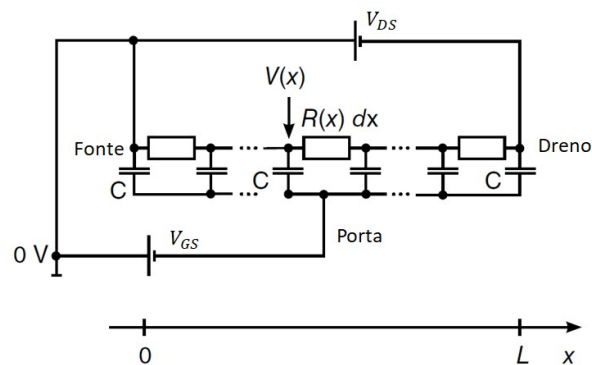 V_DS
V(x)
R(x) dx
Fonte
... ...
Dreno
C
C
C
V_GS
Porta
0 V
0
L
x